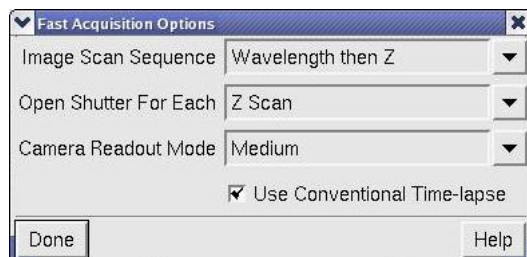 Fast Acquisition Options
Image Scan Sequence Wavelength then Z
Open Shutter For Each Z Scan
Camera Readout Mode Medium
Use Conventional Time-lapse
Done Help